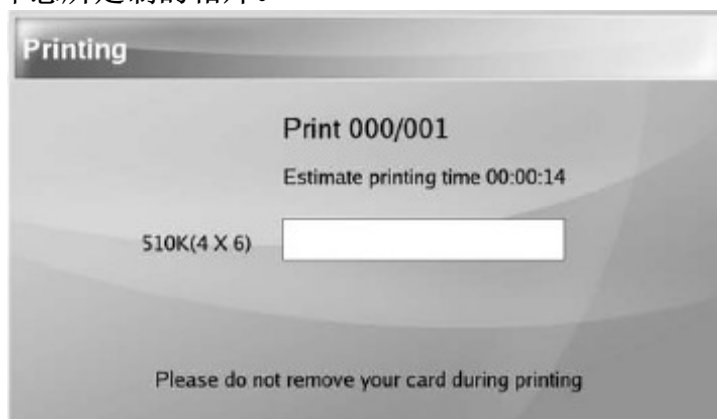 Printing
Print 000/001
Estimate printing time 00:00:14
510K(4 X 6)
Please do not remove your card during printing